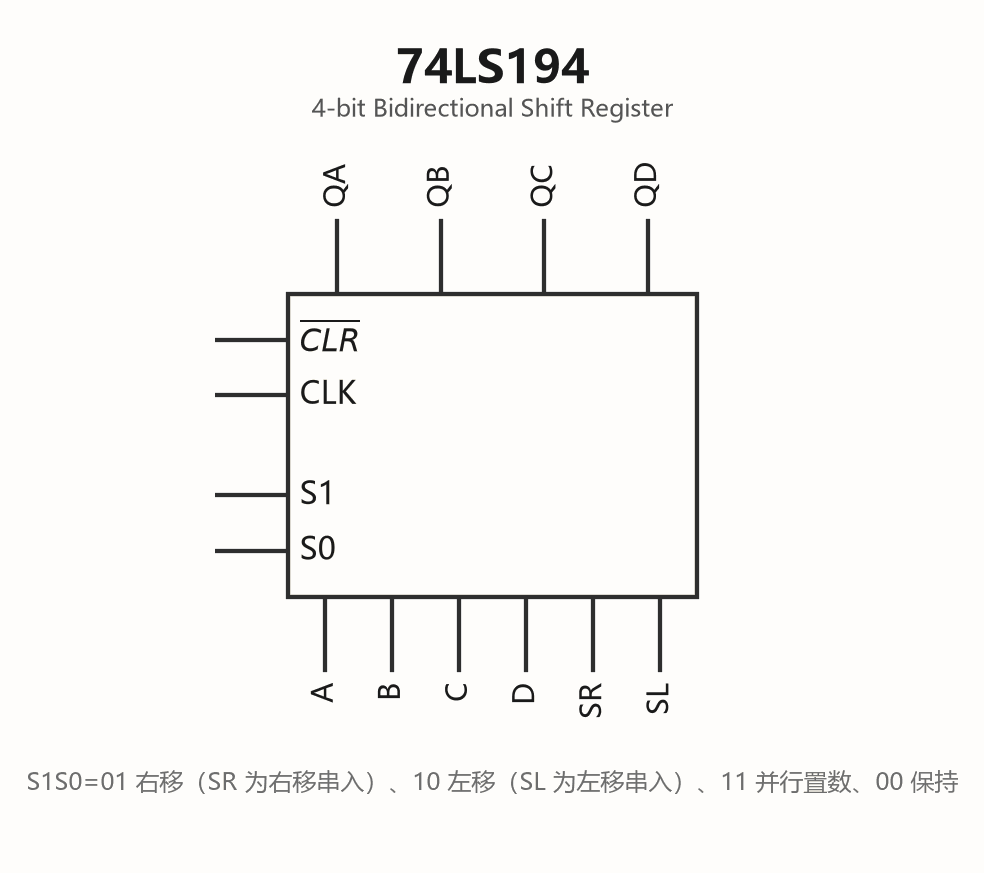 74LS194
4-bit Bidirectional Shift Register
QA QB QC QD
C̅L̅R̅
CLK
S1
S0
A B C D SR SL
S1S0=01 右移（SR 为右移串入）、10 左移（SL 为左移串入）、11 并行置数、00 保持